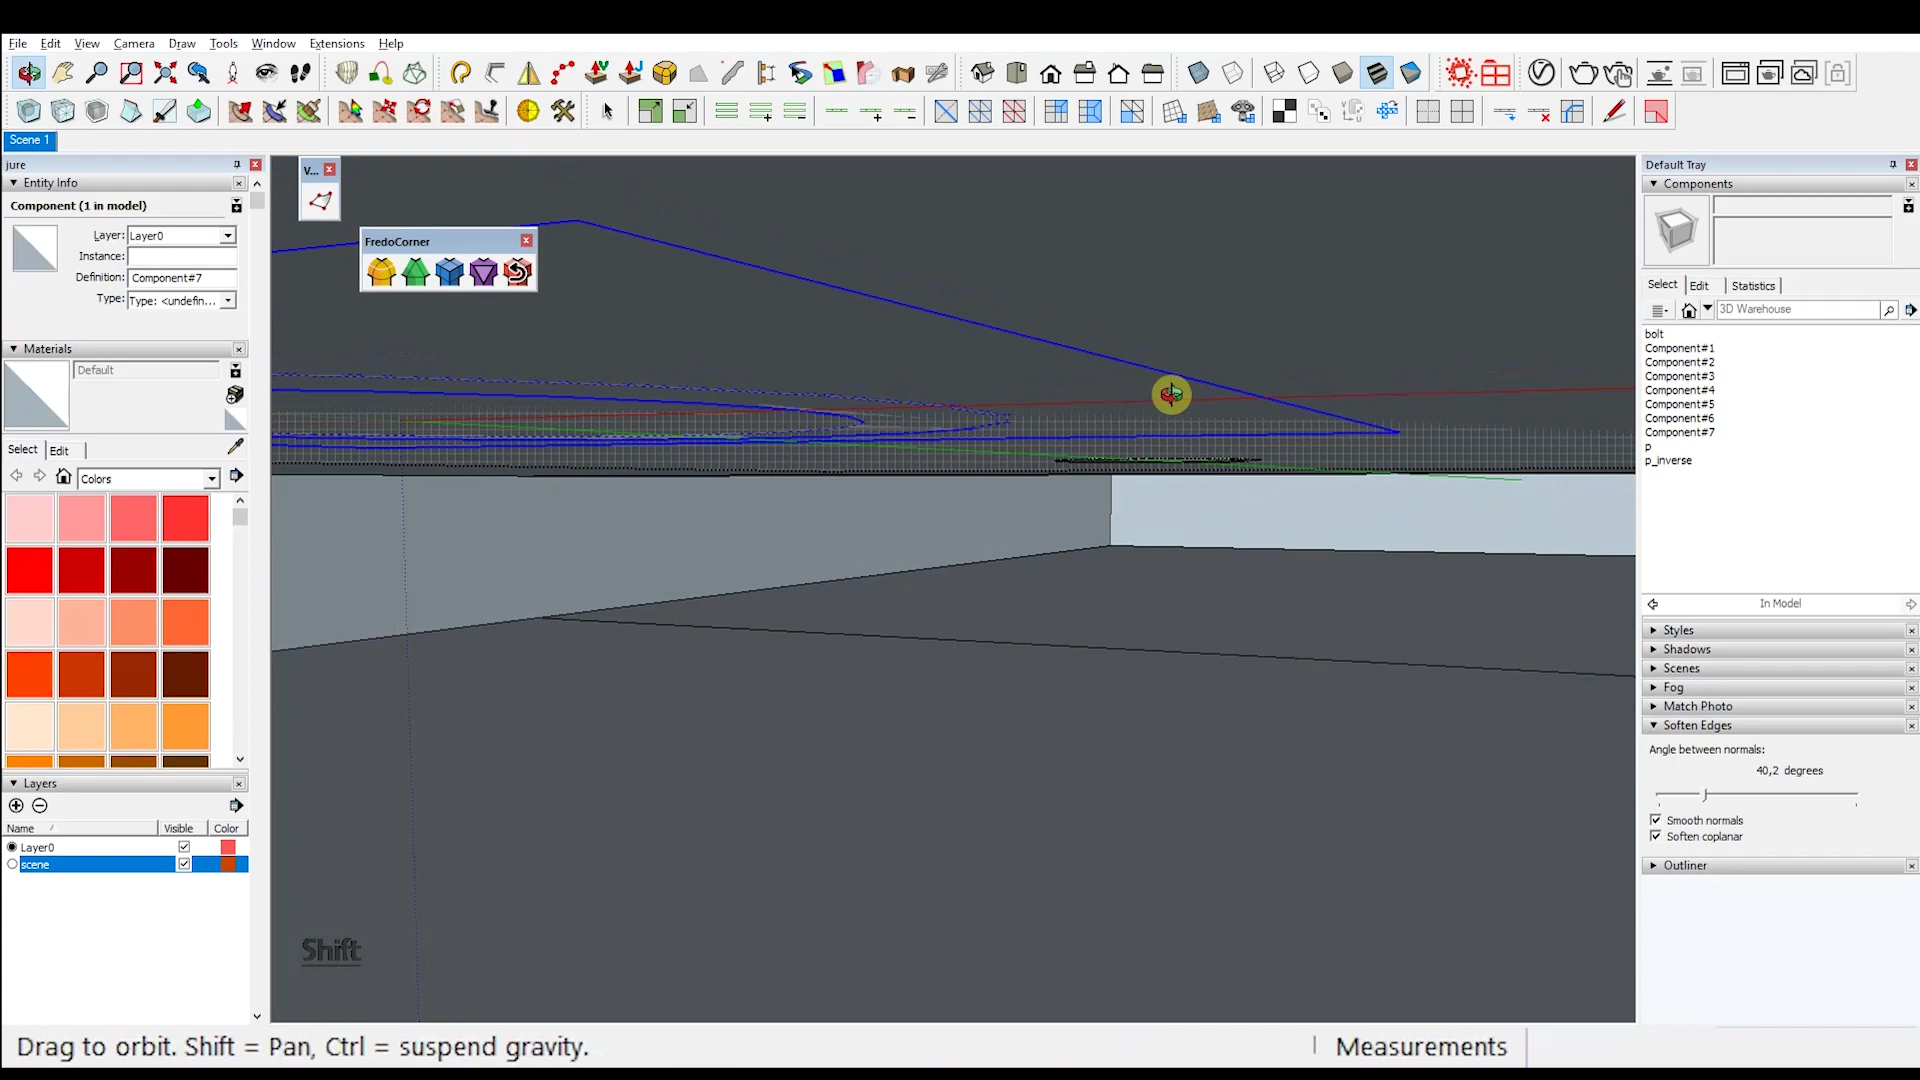 File Edit View Camera Draw Tools Window Extensions Help
Scene 1
jure
Entity Info
Component (1 in model)
Layer: Layer0
Instance:
Definition: Component#7
Type: Type: <undefin...
Materials
Default
Select Edit
Colors
Layers
Name Visible Color
Layer0
scene
V...
FredoCorner
Shift
Default Tray
Components
Select Edit Statistics
3D Warehouse
bolt
Component#1
Component#2
Component#3
Component#4
Component#5
Component#6
Component#7
p
p_inverse
In Model
Styles
Shadows
Scenes
Fog
Match Photo
Soften Edges
Angle between normals:
40,2 degrees
Smooth normals
Soften coplanar
Outliner
Drag to orbit. Shift = Pan, Ctrl = suspend gravity.
Measurements